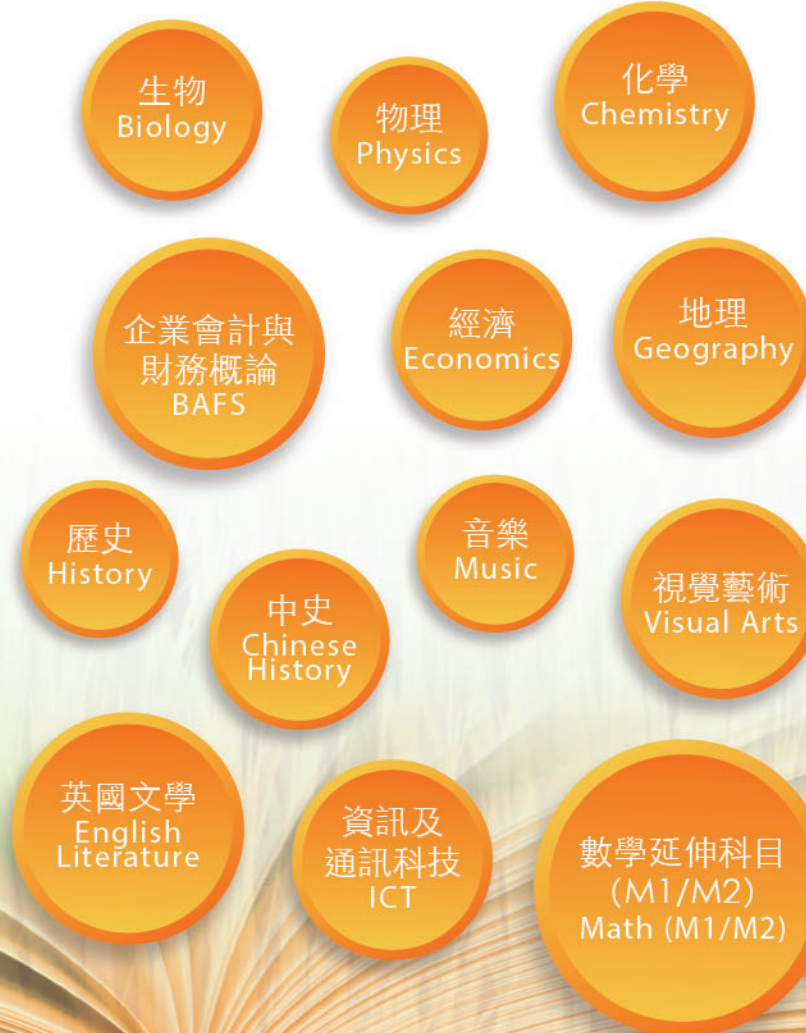 生物
Biology
物理
Physics
化學
Chemistry
企業會計與
財務概論
BAFS
經濟
Economics
地理
Geography
歷史
History
中史
Chinese
History
音樂
Music
視覺藝術
Visual Arts
英國文學
English
Literature
資訊及
通訊科技
ICT
數學延伸科目
(M1/M2)
Math (M1/M2)